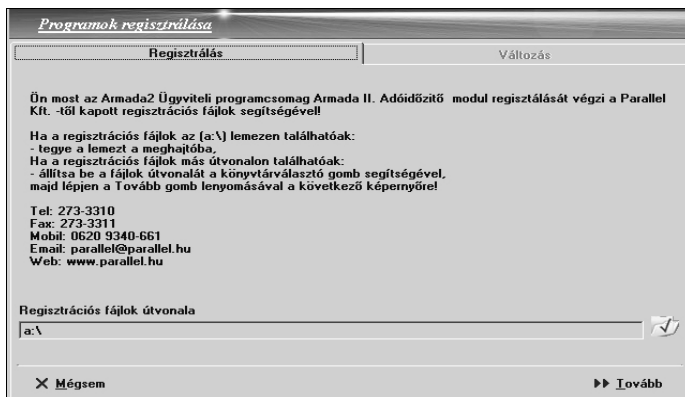 Programok regisztrálása
Regisztrálás
Változás
Ön most az Armada2 Ügyviteli programcsomag Armada II. Adóidőzitő modul regisztálását végzi a Parallel
Kft. -től kapott regisztrációs fájlok segítségével!
Ha a regisztrációs fájlok az (a:\) lemezen találhatóak:
- tegye a lemezt a meghajtóba,
Ha a regisztrációs fájlok más útvonalon találhatóak:
- állítsa be a fájlok útvonalát a könyvtárválasztó gomb segítségével,
majd lépjen a Tovább gomb lenyomásával a következő képernyőre!
Tel: 273-3310
Fax: 273-3311
Mobil: 0620 9340-661
Email: parallel@parallel.hu
Web: www.parallel.hu
Regisztrációs fájlok útvonala
a:\
Mégsem
Tovább